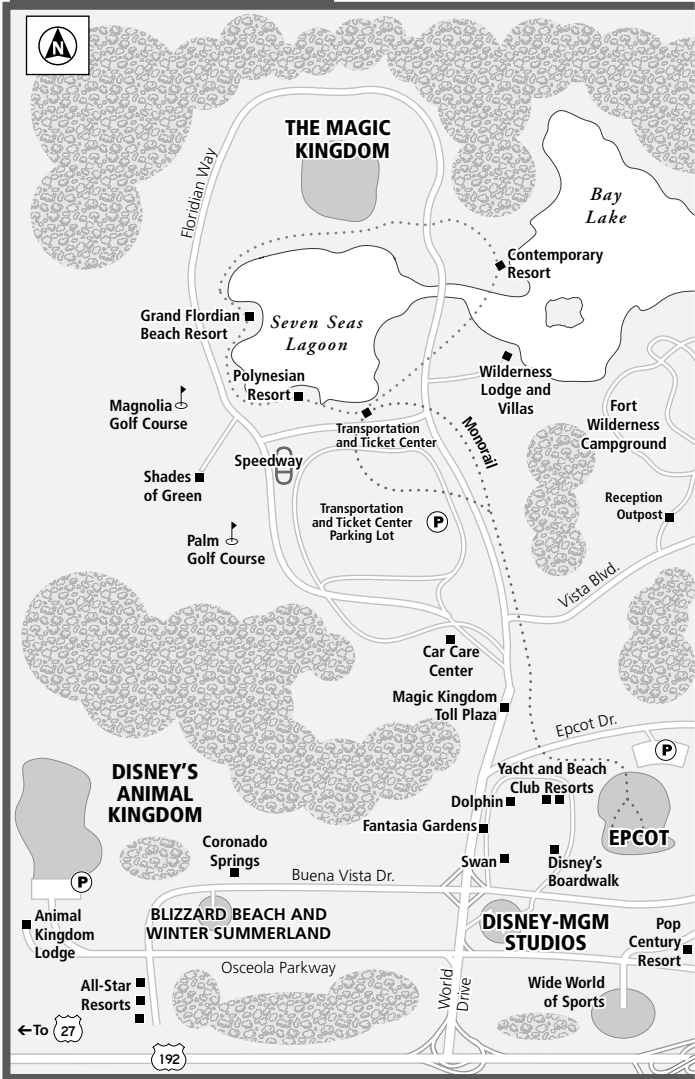 N
THE MAGIC
KINGDOM
Floridian Way
Bay
Lake
Contemporary
Resort
Grand Flordian
Beach Resort
Seven Seas
Lagoon
Polynesian
Resort
Wilderness
Lodge and
Villas
Magnolia
Golf Course
Transportation
and Ticket Center
Monorail
Fort
Wilderness
Campground
Speedway
Shades
of Green
Transportation
and Ticket Center
Parking Lot
P
Reception
Outpost
Palm
Golf Course
Vista Blvd.
Car Care
Center
Magic Kingdom
Toll Plaza
Epcot Dr.
P
DISNEY'S
ANIMAL
KINGDOM
Yacht and Beach
Club Resorts
Dolphin
Fantasia Gardens
EPCOT
Coronado
Springs
Swan
Disney's
Boardwalk
P
Buena Vista Dr.
Animal
Kingdom
Lodge
BLIZZARD BEACH AND
WINTER SUMMERLAND
DISNEY-MGM
STUDIOS
Pop
Century
Resort
Osceola Parkway
World
Drive
All-Star
Resorts
Wide World
of Sports
←To 27
192